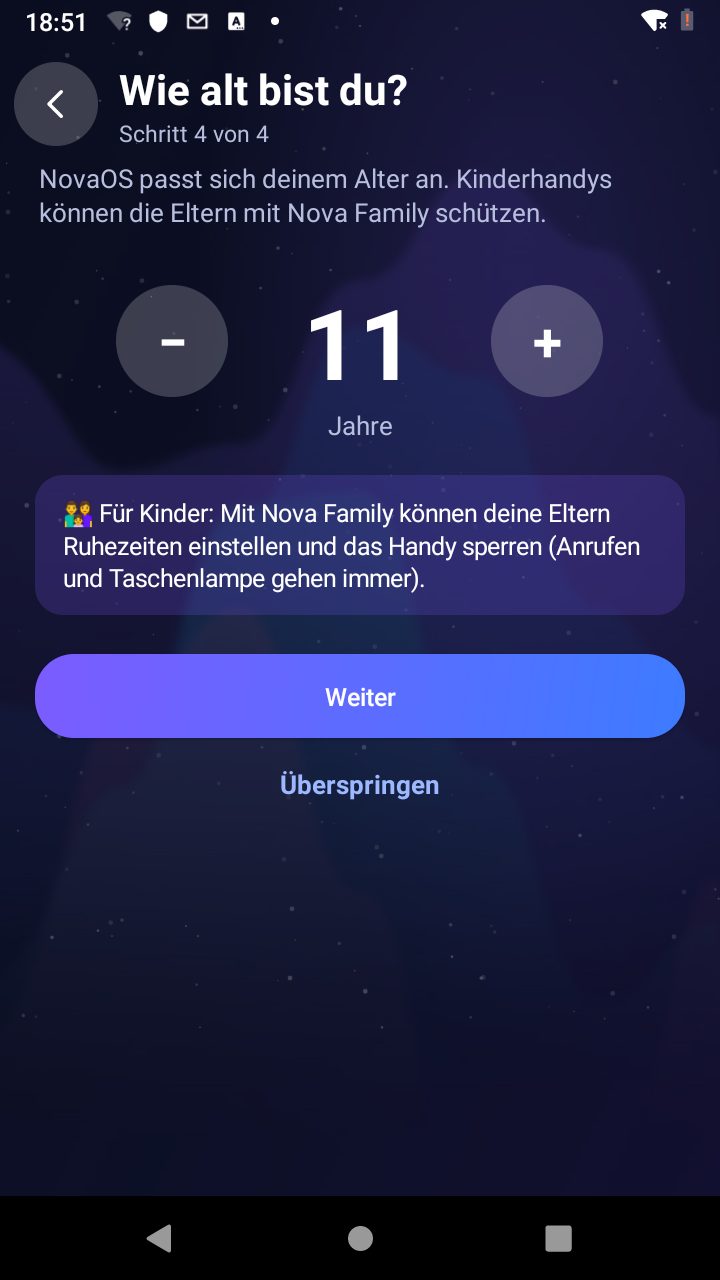 18:51
Wie alt bist du?
Schritt 4 von 4
NovaOS passt sich deinem Alter an. Kinderhandys
können die Eltern mit Nova Family schützen.
−
11
+
Jahre
Für Kinder: Mit Nova Family können deine Eltern
Ruhezeiten einstellen und das Handy sperren (Anrufen
und Taschenlampe gehen immer).
Weiter
Überspringen